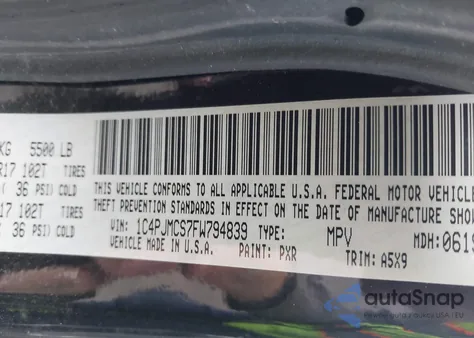 KG 5500 LB
R17 102T TIRES
( 36 PSI) COLD
R17 102T TIRES
( 36 PSI) COLD
THIS VEHICLE CONFORMS TO ALL APPLICABLE U.S.A. FEDERAL MOTOR VEHICLE
THEFT PREVENTION STANDARDS IN EFFECT ON THE DATE OF MANUFACTURE SHOW
VIN: 1C4PJMCS7FW794839 TYPE: MPV MDH:0619
VEHICLE MADE IN U.S.A. PAINT: PXR TRIM: A5X9
autoSnap